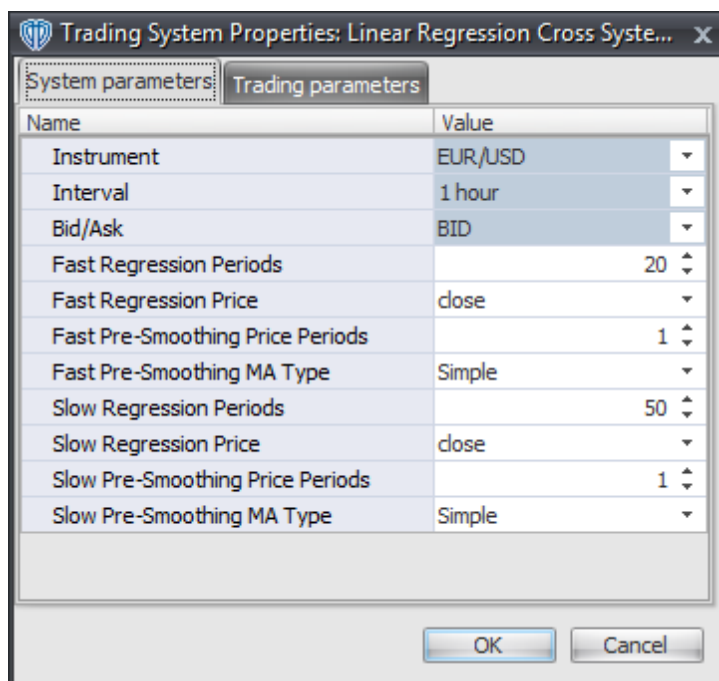 Trading System Properties: Linear Regression Cross Syste... x
System parameters Trading parameters
Name Value
Instrument EUR/USD
Interval 1 hour
Bid/Ask BID
Fast Regression Periods 20
Fast Regression Price close
Fast Pre-Smoothing Price Periods 1
Fast Pre-Smoothing MA Type Simple
Slow Regression Periods 50
Slow Regression Price close
Slow Pre-Smoothing Price Periods 1
Slow Pre-Smoothing MA Type Simple
OK Cancel